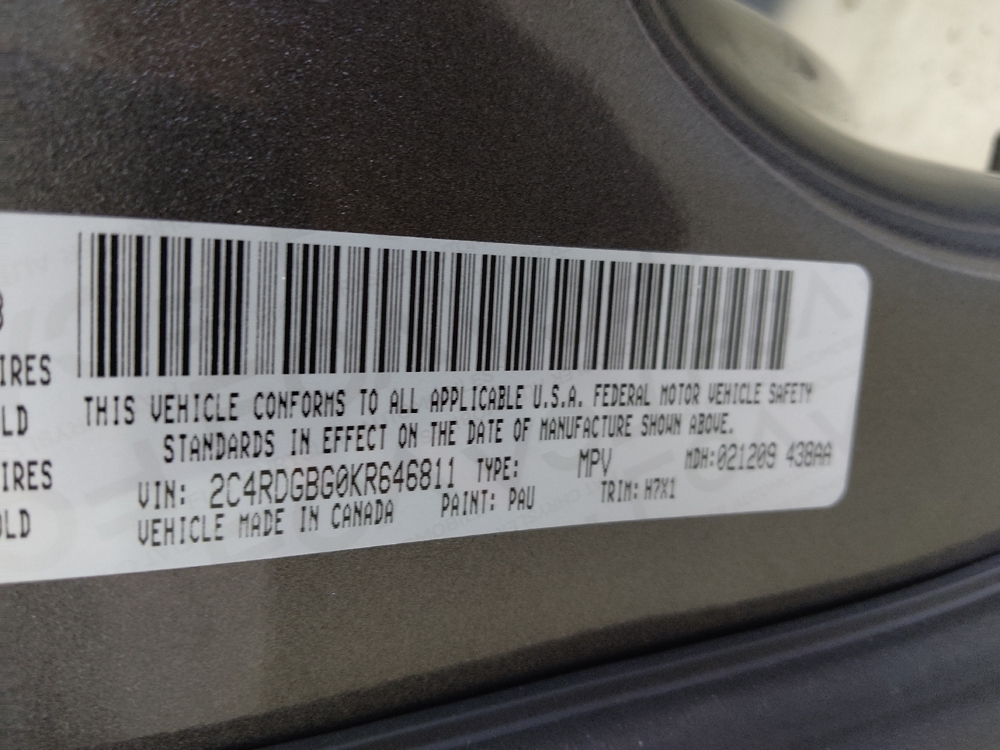 IRES
LD
IRES
OLD
THIS VEHICLE CONFORMS TO ALL APPLICABLE U.S.A. FEDERAL MOTOR VEHICLE SAFETY
STANDARDS IN EFFECT ON THE DATE OF MANUFACTURE SHOWN ABOVE.
VIN: 2C4RDGBG0KR646811 TYPE: MPV MDH:021209 438AA
VEHICLE MADE IN CANADA PAINT: PAU TRIM: H7X1